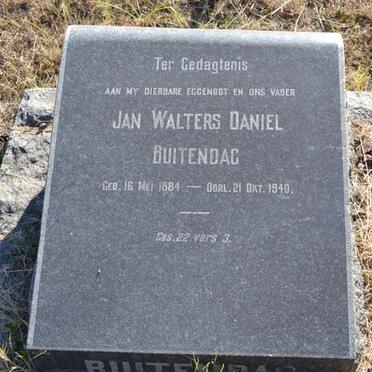 Ter Gedagtenis
AAN MY DIERBARE EGGENOOT EN ONS VADER
JAN WALTERS DANIEL
BUITENDAG
GEB. 16 MEI 1884 — OORL. 21 OKT. 1940.
Ges. 22 vers 3.
BUITENDAG